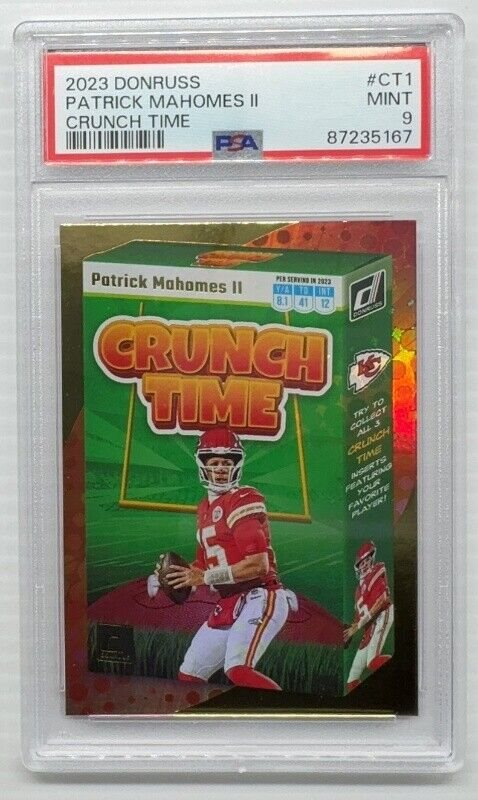 2023 DONRUSS #CT1
PATRICK MAHOMES II MINT
CRUNCH TIME 9
PSA 87235167
Patrick Mahomes II
PER SERVING IN 2023
Y/A TD INT
8.1 41 12
DONRUSS
CRUNCH
TIME
KC
TRY TO
COLLECT
ALL 3
CRUNCH
TIME
INSERTS
FEATURING
YOUR
FAVORITE
PLAYER!
15